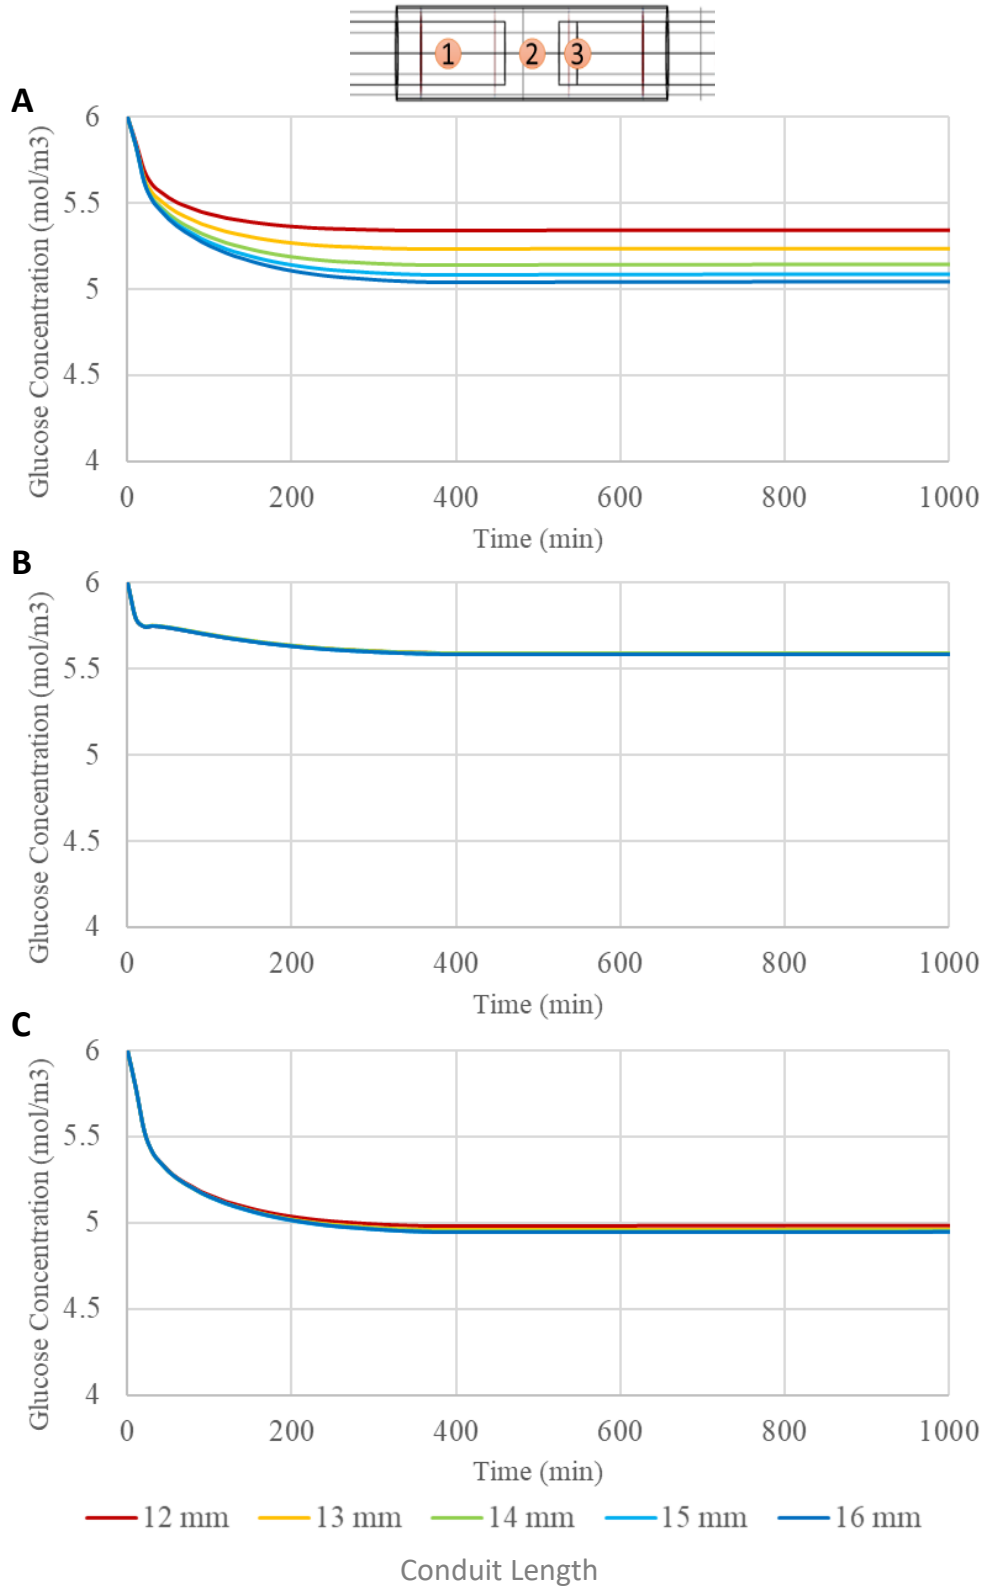 1 2 3
A
Glucose Concentration (mol/m3)
6
5.5
5
4.5
4
0 200 400 600 800 1000
Time (min)
B
Glucose Concentration (mol/m3)
6
5.5
5
4.5
4
0 200 400 600 800 1000
Time (min)
C
Glucose Concentration (mol/m3)
6
5.5
5
4.5
4
0 200 400 600 800 1000
Time (min)
12 mm 13 mm 14 mm 15 mm 16 mm
Conduit Length